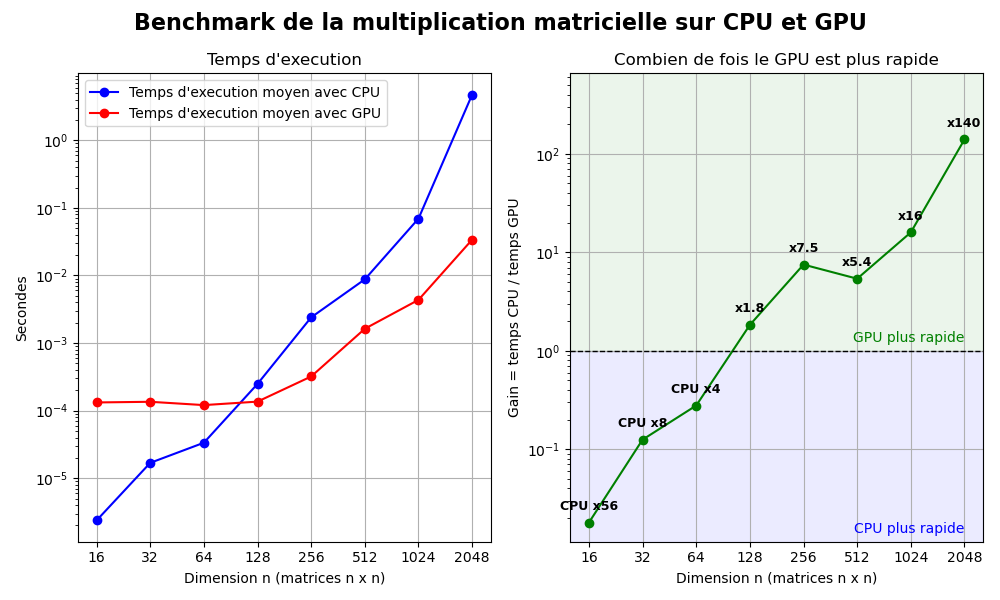 Benchmark de la multiplication matricielle sur CPU et GPU
Temps d'execution
Temps d'execution moyen avec CPU
Temps d'execution moyen avec GPU
Secondes
10^0
10^-1
10^-2
10^-3
10^-4
10^-5
16 32 64 128 256 512 1024 2048
Dimension n (matrices n x n)
Combien de fois le GPU est plus rapide
Gain = temps CPU / temps GPU
10^2
10^1
10^0
10^-1
x140
x16
x7.5
x5.4
x1.8
GPU plus rapide
CPU x4
CPU x8
CPU x56
CPU plus rapide
16 32 64 128 256 512 1024 2048
Dimension n (matrices n x n)